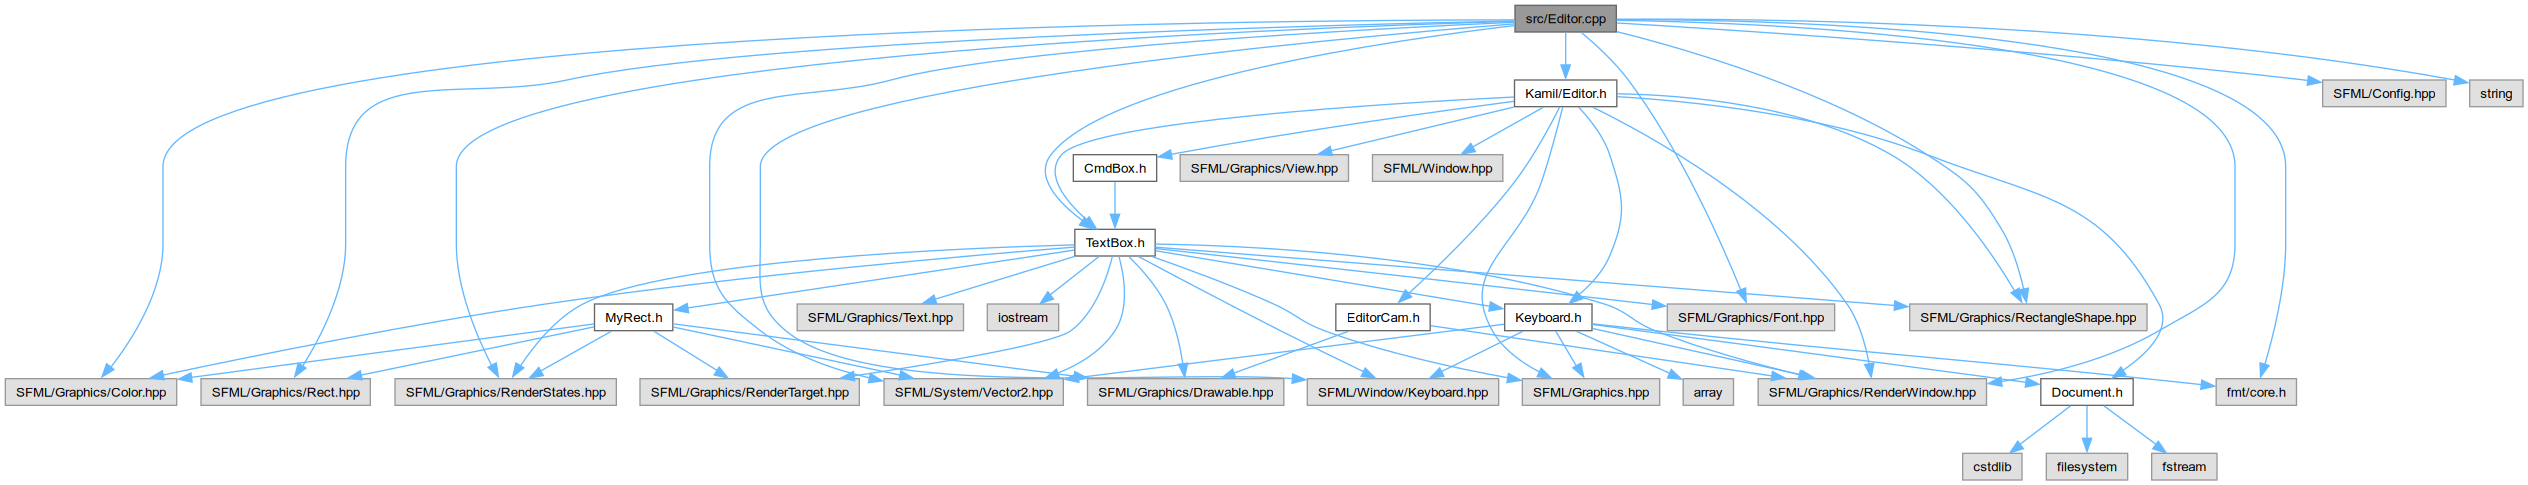 src/Editor.cpp
Kamil/Editor.h
SFML/Config.hpp
string
CmdBox.h
SFML/Graphics/View.hpp
SFML/Window.hpp
TextBox.h
MyRect.h
SFML/Graphics/Text.hpp
iostream
EditorCam.h
Keyboard.h
SFML/Graphics/Font.hpp
SFML/Graphics/RectangleShape.hpp
SFML/Graphics/Color.hpp
SFML/Graphics/Rect.hpp
SFML/Graphics/RenderStates.hpp
SFML/Graphics/RenderTarget.hpp
SFML/System/Vector2.hpp
SFML/Graphics/Drawable.hpp
SFML/Window/Keyboard.hpp
SFML/Graphics.hpp
array
SFML/Graphics/RenderWindow.hpp
Document.h
fmt/core.h
cstdlib
filesystem
fstream